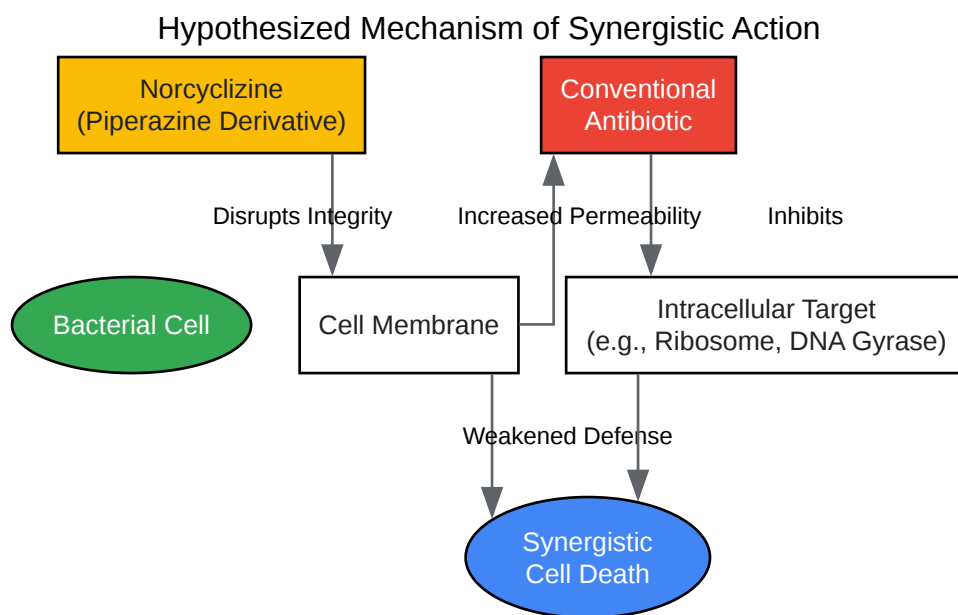 Hypothesized Mechanism of Synergistic Action
Norcyclizine
(Piperazine Derivative)
Conventional
Antibiotic
Disrupts Integrity
Increased Permeability
Inhibits
Bacterial Cell
Cell Membrane
Intracellular Target
(e.g., Ribosome, DNA Gyrase)
Weakened Defense
Synergistic
Cell Death